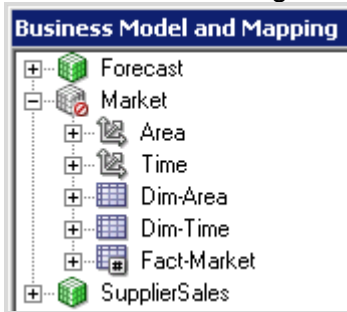 Business Model and Mapping
Forecast
Market
Area
Time
Dim-Area
Dim-Time
Fact-Market
SupplierSales